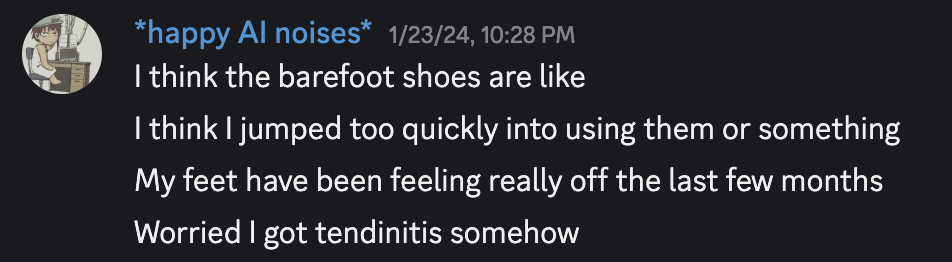 *happy AI noises* 1/23/24, 10:28 PM
I think the barefoot shoes are like
I think I jumped too quickly into using them or something
My feet have been feeling really off the last few months
Worried I got tendinitis somehow